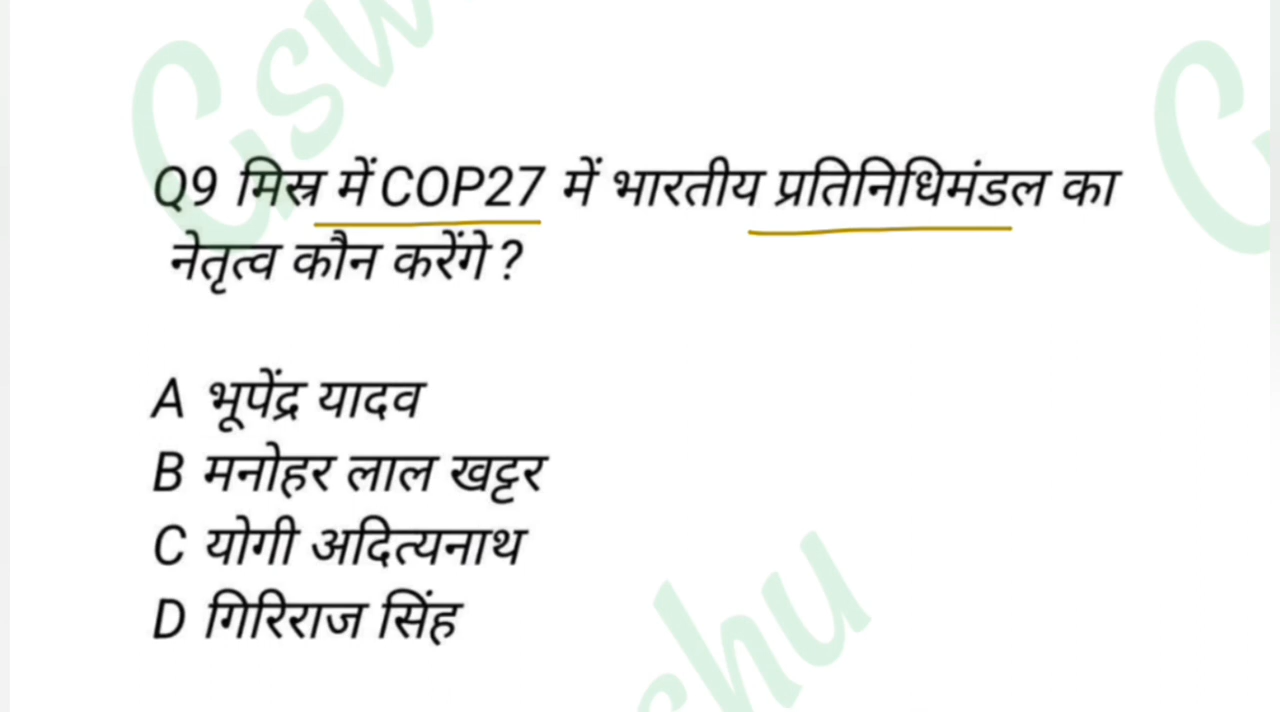 Q9 मिस्र में COP27 में भारतीय प्रतिनिधिमंडल का
नेतृत्व कौन करेंगे ?
A भूपेंद्र यादव
B मनोहर लाल खट्टर
C योगी अदित्यनाथ
D गिरिराज सिंह